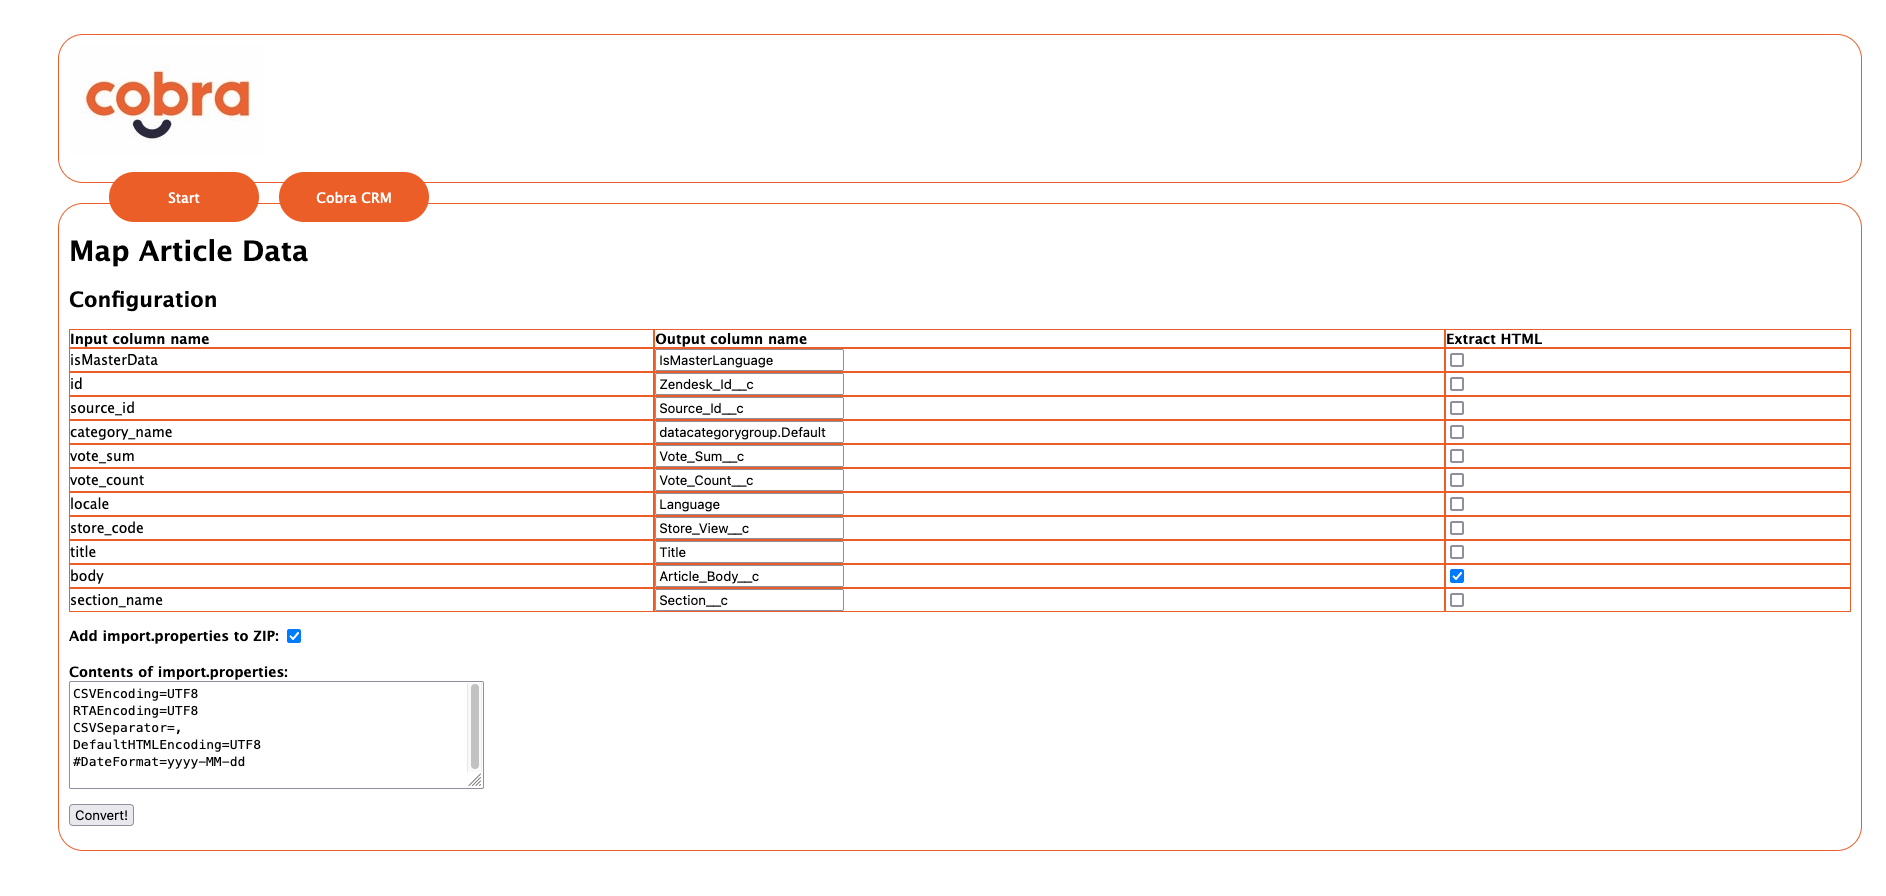 cobra
Start Cobra CRM
Map Article Data
Configuration
Input column name Output column name Extract HTML
isMasterData IsMasterLanguage
id Zendesk_Id__c
source_id Source_Id__c
category_name datacategorygroup.Default
vote_sum Vote_Sum__c
vote_count Vote_Count__c
locale Language
store_code Store_View__c
title Title
body Article_Body__c
section_name Section__c
Add import.properties to ZIP:
Contents of import.properties:
CSVEncoding=UTF8
RTAEncoding=UTF8
CSVSeparator=,
DefaultHTMLEncoding=UTF8
#DateFormat=yyyy-MM-dd
Convert!